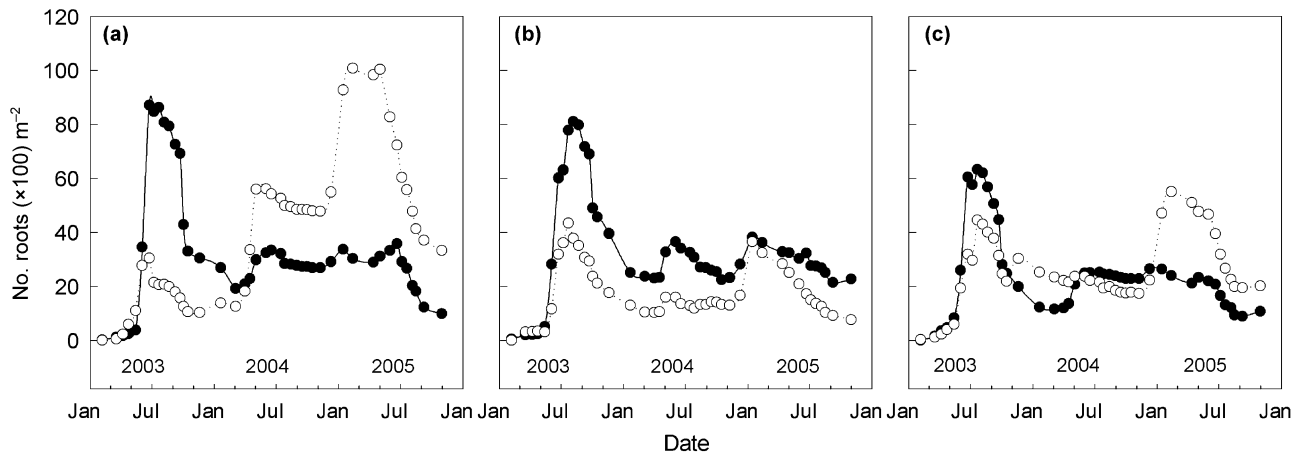 No. roots (×100) m⁻²
120
100
80
60
40
20
0
(a)
(b)
(c)
2003 2004 2005
2003 2004 2005
2003 2004 2005
Jan Jul Jan Jul Jan Jul Jan
Jan Jul Jan Jul Jan Jul Jan
Jan Jul Jan Jul Jan Jul Jan
Date